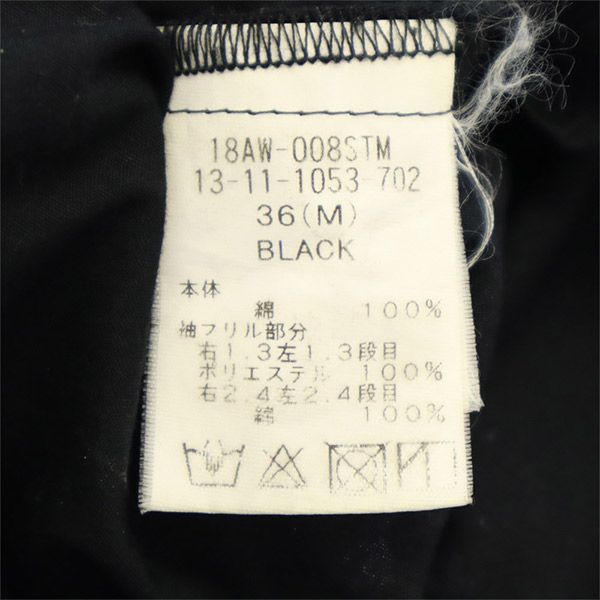 18AW-008STM
13-11-1053-702
36(M)
BLACK
本体
綿 100%
袖フリル部分
右1.3左1.3段目
ポリエステル 100%
右2.4左2.4段目
綿 100%